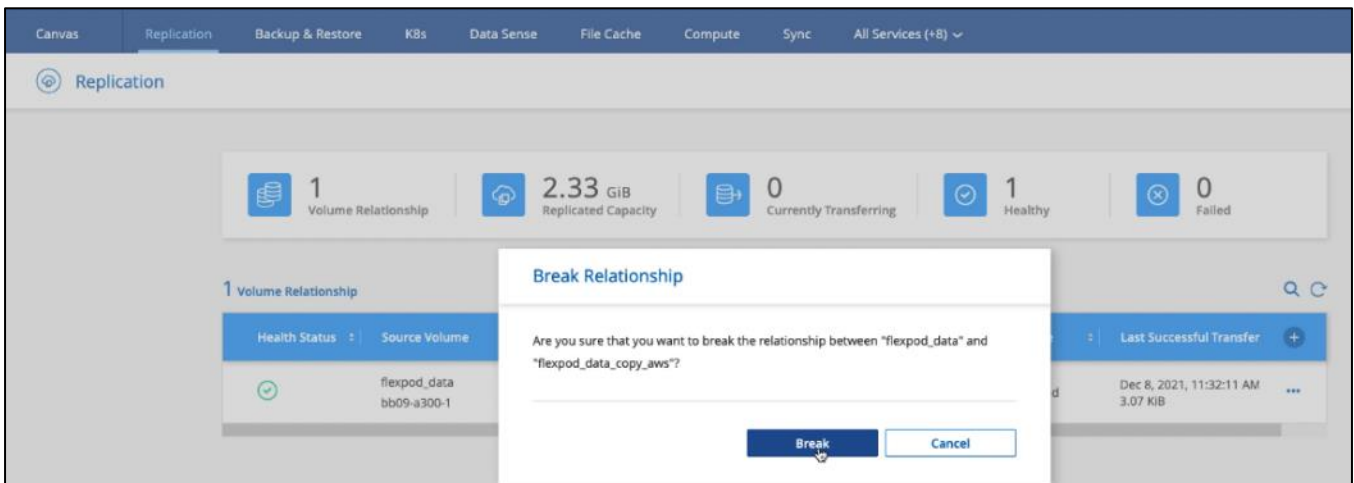 Canvas Replication Backup & Restore K8s Data Sense File Cache Compute Sync All Services (+8)
Replication
1 2.33 GiB 0 1 0
Volume Relationship Replicated Capacity Currently Transferring Healthy Failed
Break Relationship
1 Volume Relationship
Health Status Source Volume Last Successful Transfer
Are you sure that you want to break the relationship between "flexpod_data" and
"flexpod_data_copy_aws"?
flexpod_data Dec 8, 2021, 11:32:11 AM
bb09-a300-1 3.07 KiB
Break Cancel